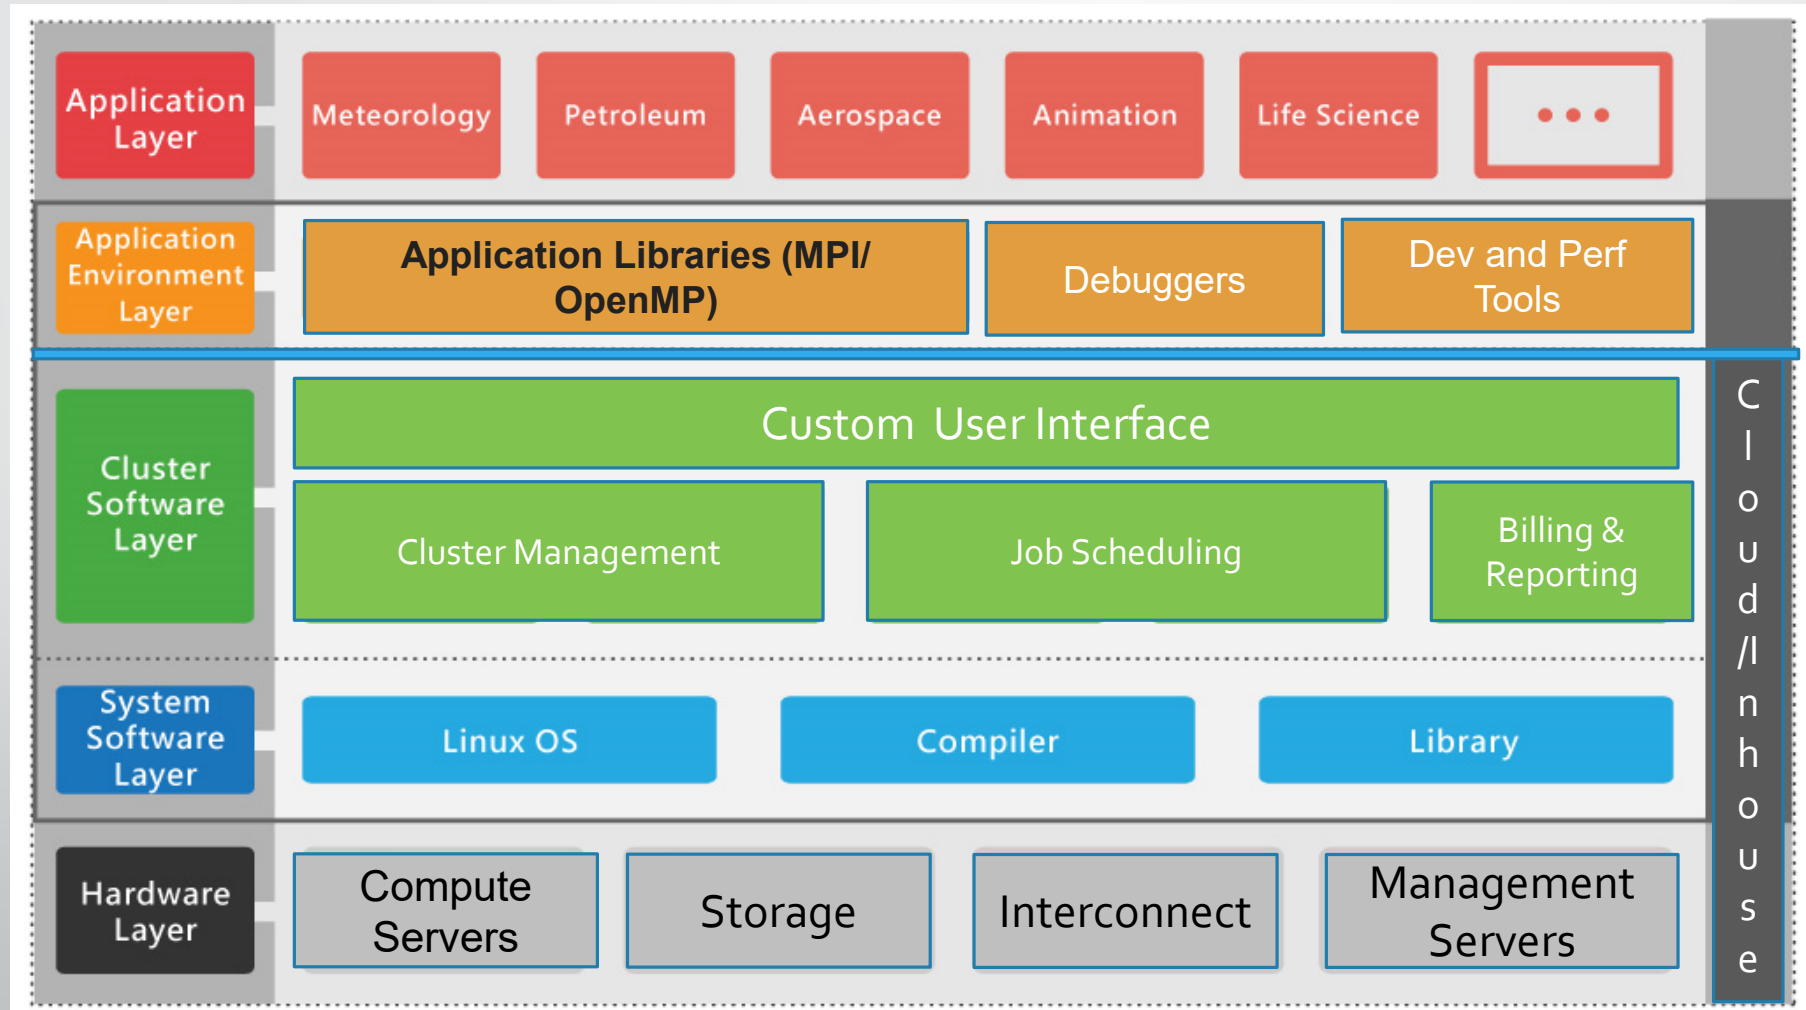 Application
Layer
Meteorology
Petroleum
Aerospace
Animation
Life Science
•••
Application
Environment
Layer
Application Libraries (MPI/
OpenMP)
Debuggers
Dev and Perf
Tools
Cluster
Software
Layer
Custom User Interface
Cluster Management
Job Scheduling
Billing &
Reporting
System
Software
Layer
Linux OS
Compiler
Library
Hardware
Layer
Compute
Servers
Storage
Interconnect
Management
Servers
C
l
o
u
d
/I
n
h
o
u
s
e